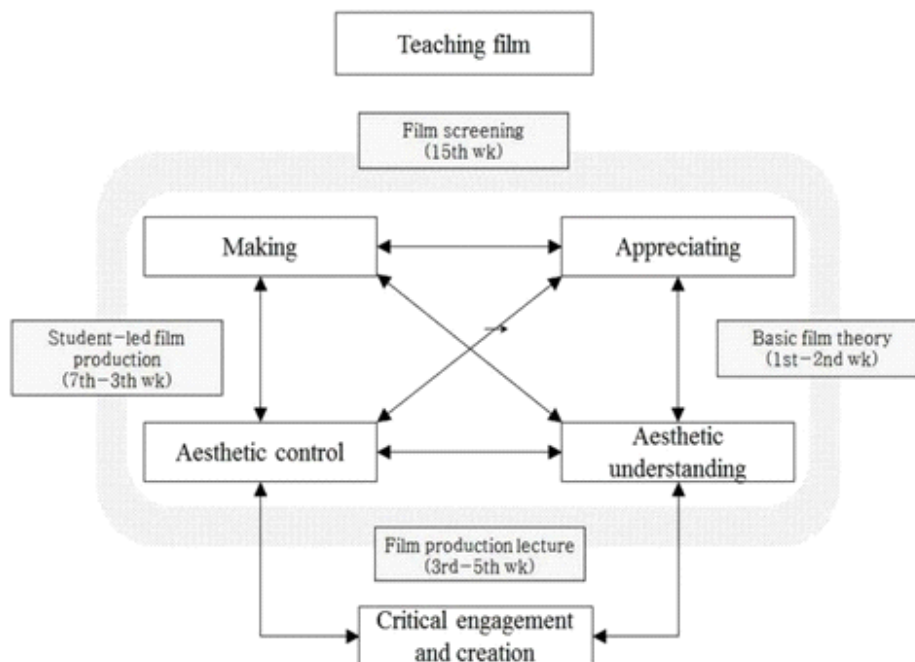 Teaching film
Film screening
(15th wk)
Making
Appreciating
Student-led film
production
(7th-3th wk)
Basic film theory
(1st-2nd wk)
Aesthetic control
Aesthetic
understanding
Film production lecture
(3rd-5th wk)
Critical engagement
and creation